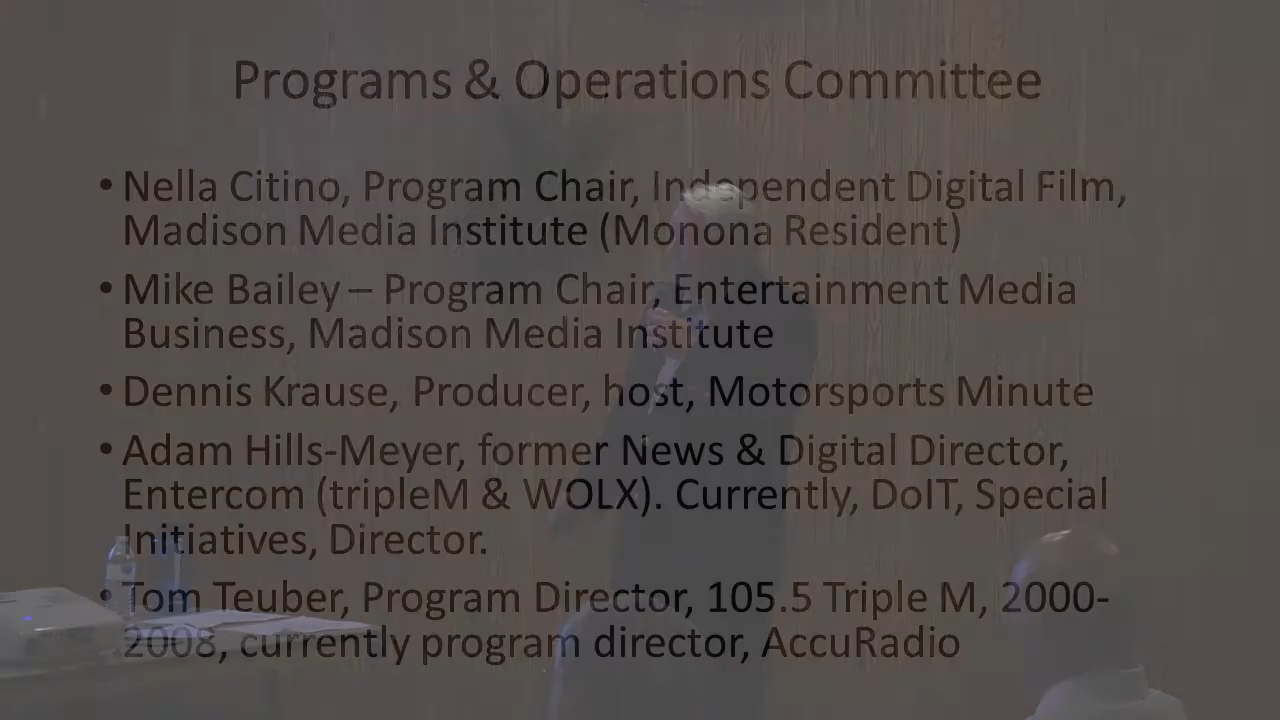 Programs & Operations Committee
• Nella Citino, Program Chair, Independent Digital Film,
Madison Media Institute (Monona Resident)
• Mike Bailey – Program Chair, Entertainment Media
Business, Madison Media Institute
• Dennis Krause, Producer, host, Motorsports Minute
• Adam Hills-Meyer, former News & Digital Director,
Entercom (tripleM & WOLX). Currently, DoIT, Special
Initiatives, Director.
• Tom Teuber, Program Director, 105.5 Triple M, 2000-
2008, currently program director, AccuRadio